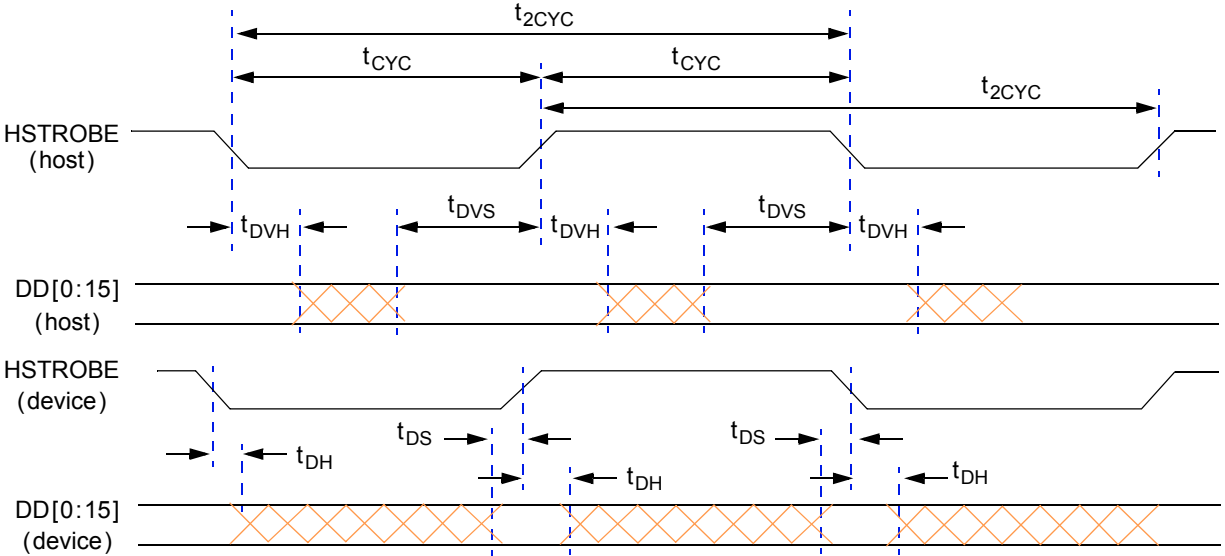 t2CYC
tCYC tCYC
t2CYC
HSTROBE
(host)
tDVH tDVS tDVH tDVS tDVH
DD[0:15]
(host)
HSTROBE
(device)
tDS tDS
tDH tDH tDH
DD[0:15]
(device)